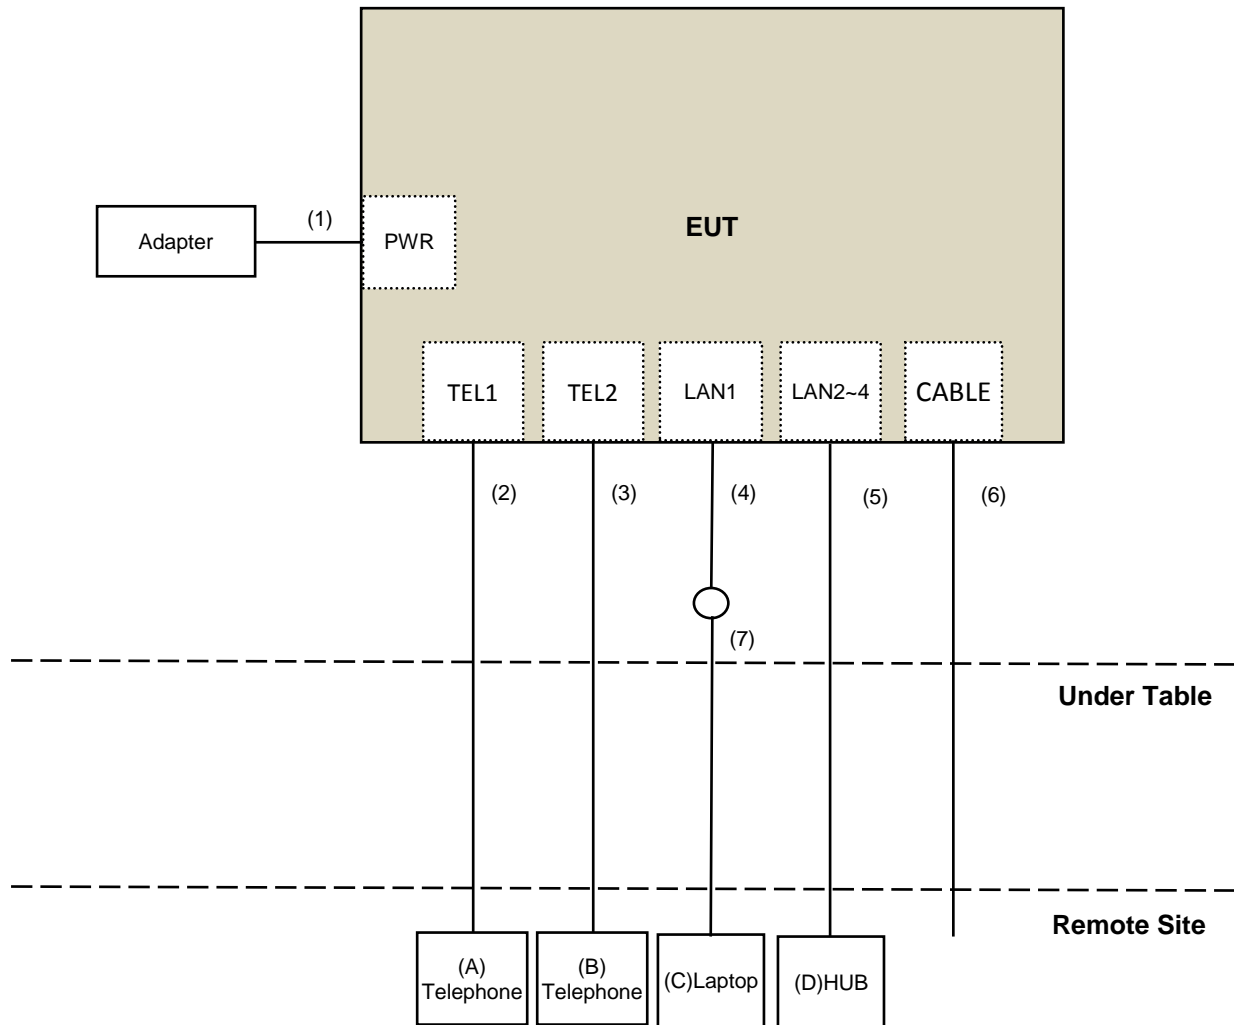 EUT
(1)
Adapter
PWR
TEL1
TEL2
LAN1
LAN2~4
CABLE
(2)
(3)
(4)
(5)
(6)
(7)
Under Table
Remote Site
(A)
Telephone
(B)
Telephone
(C)Laptop
(D)HUB